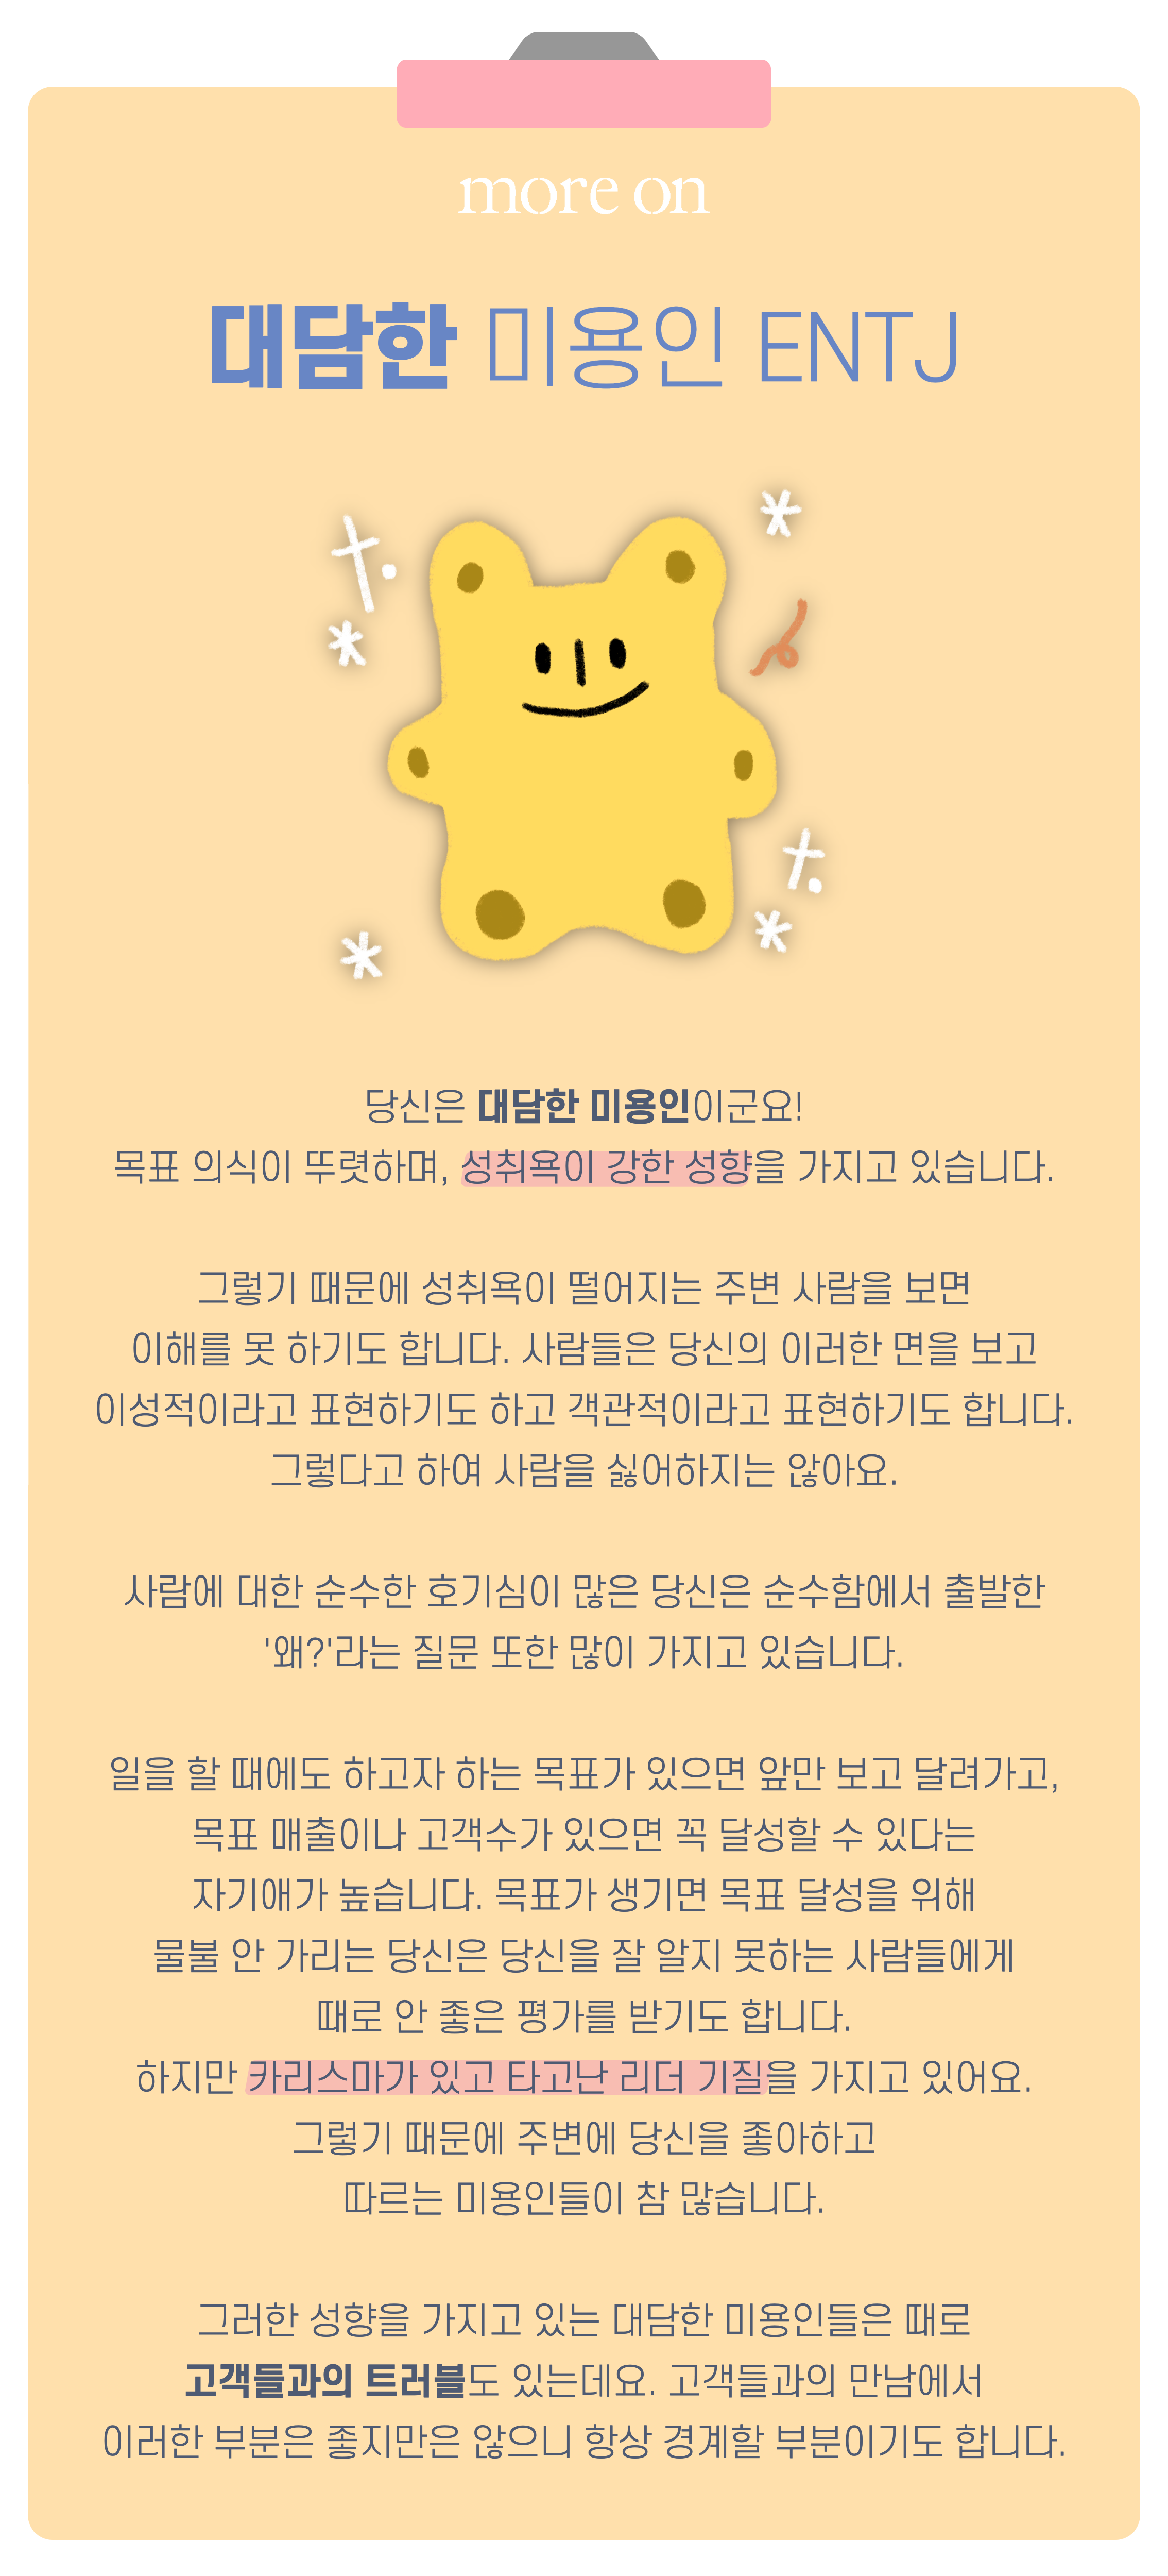 more on
대담한 미용인 ENTJ
당신은 대담한 미용인이군요!
목표 의식이 뚜렷하며, 성취욕이 강한 성향을 가지고 있습니다.
그렇기 때문에 성취욕이 떨어지는 주변 사람을 보면
이해를 못 하기도 합니다. 사람들은 당신의 이러한 면을 보고
이성적이라고 표현하기도 하고 객관적이라고 표현하기도 합니다.
그렇다고 하여 사람을 싫어하지는 않아요.
사람에 대한 순수한 호기심이 많은 당신은 순수함에서 출발한
'왜?'라는 질문 또한 많이 가지고 있습니다.
일을 할 때에도 하고자 하는 목표가 있으면 앞만 보고 달려가고,
목표 매출이나 고객수가 있으면 꼭 달성할 수 있다는
자기애가 높습니다. 목표가 생기면 목표 달성을 위해
물불 안 가리는 당신은 당신을 잘 알지 못하는 사람들에게
때로 안 좋은 평가를 받기도 합니다.
하지만 카리스마가 있고 타고난 리더 기질을 가지고 있어요.
그렇기 때문에 주변에 당신을 좋아하고
따르는 미용인들이 참 많습니다.
그러한 성향을 가지고 있는 대담한 미용인들은 때로
고객들과의 트러블도 있는데요. 고객들과의 만남에서
이러한 부분은 좋지만은 않으니 항상 경계할 부분이기도 합니다.